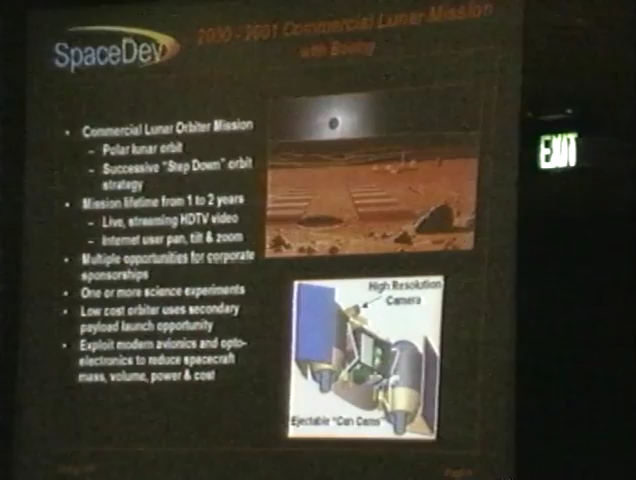 SpaceDev
2000 - 2001 Commercial Lunar Mission
with Boeing
• Commercial Lunar Orbiter Mission
– Polar lunar orbit
– Successive "Step Down" orbit
strategy
• Mission lifetime from 1 to 2 years
– Live, streaming HDTV video
– Internet user pan, tilt & zoom
• Multiple opportunities for corporate
sponsorships
• One or more science experiments
• Low cost orbiter uses secondary
payload launch opportunity
• Exploit modern avionics and opto-
electronics to reduce spacecraft
mass, volume, power & cost
High Resolution
Camera
Ejectable "Can Cams"
EXIT